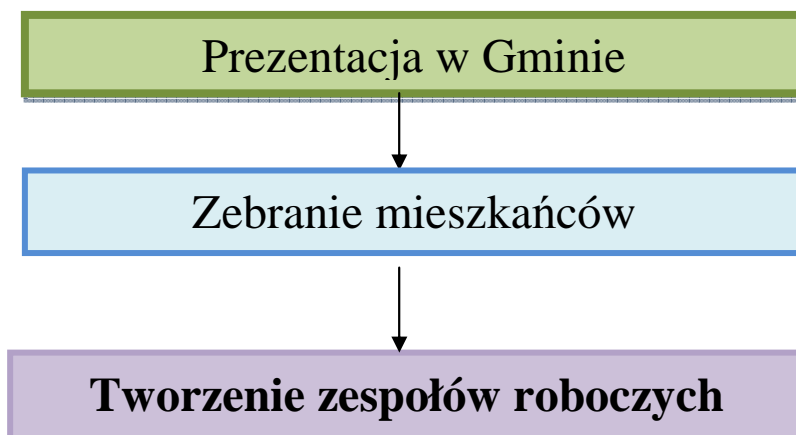 Prezentacja w Gminie
Zebranie mieszkańców
Tworzenie zespołów roboczych